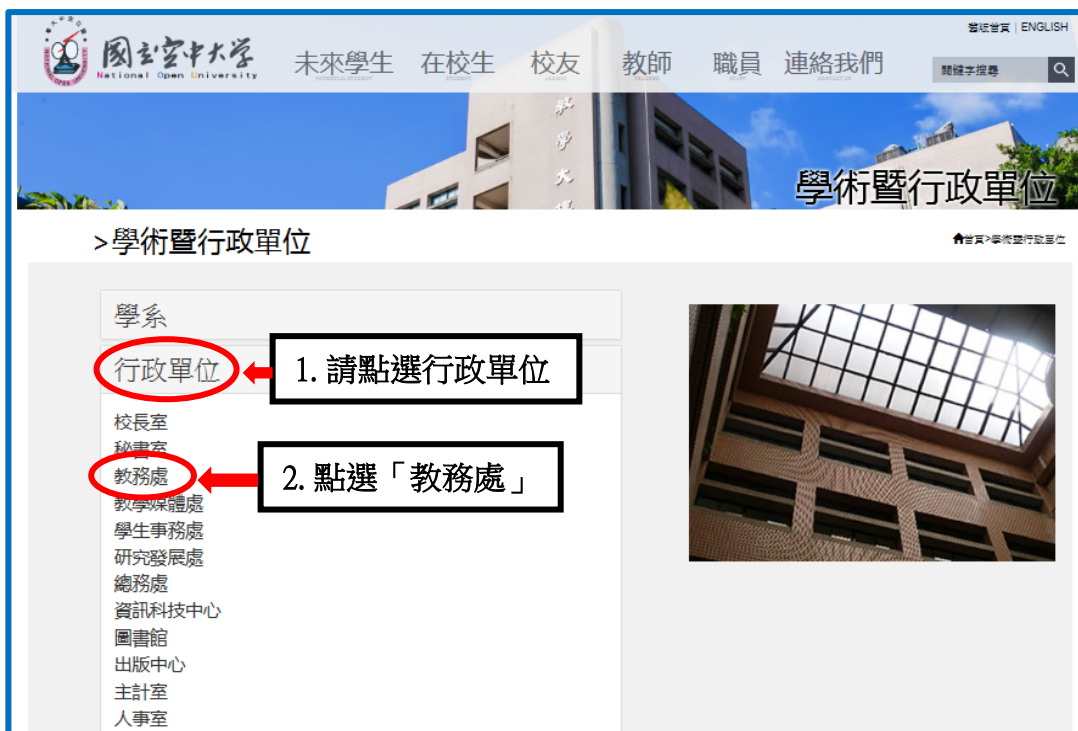 舊版首頁 | ENGLISH
國立空中大學
National Open University
未來學生 在校生 校友 教師 職員 連絡我們
關鍵字搜尋
教學大
學術暨行政單位
>學術暨行政單位
首頁>學術暨行政單位
學系
行政單位
1. 請點選行政單位
校長室
秘書室
教務處
2. 點選「教務處」
教學媒體處
學生事務處
研究發展處
總務處
資訊科技中心
圖書館
出版中心
主計室
人事室